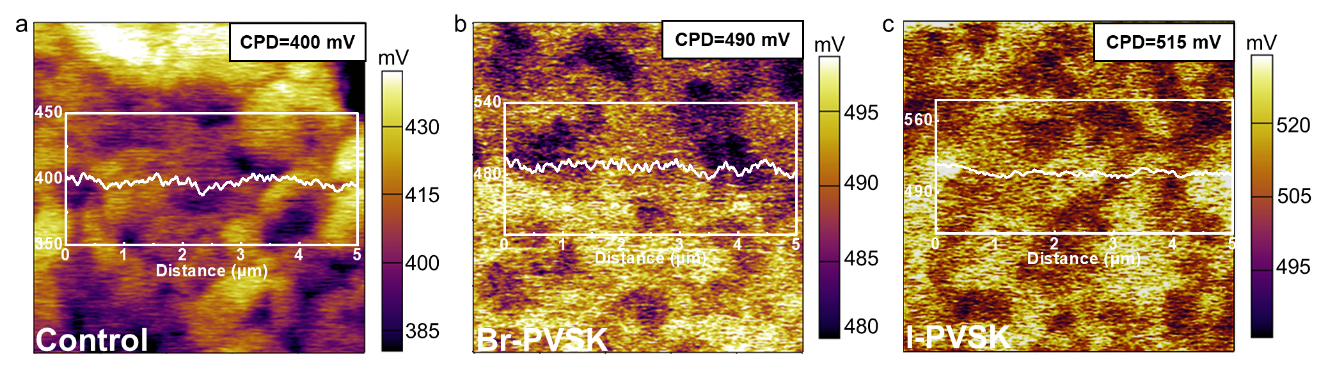 a
CPD=400 mV
mV
450
400
350
0 1 2 3 4 5
Distance (μm)
430
415
400
385
Control
b
CPD=490 mV
mV
540
480
0 1 2 3 4 5
Distance (μm)
495
490
485
480
Br-PVSK
c
CPD=515 mV
mV
560
490
0 1 2 3 4 5
Distance (μm)
520
505
495
I-PVSK